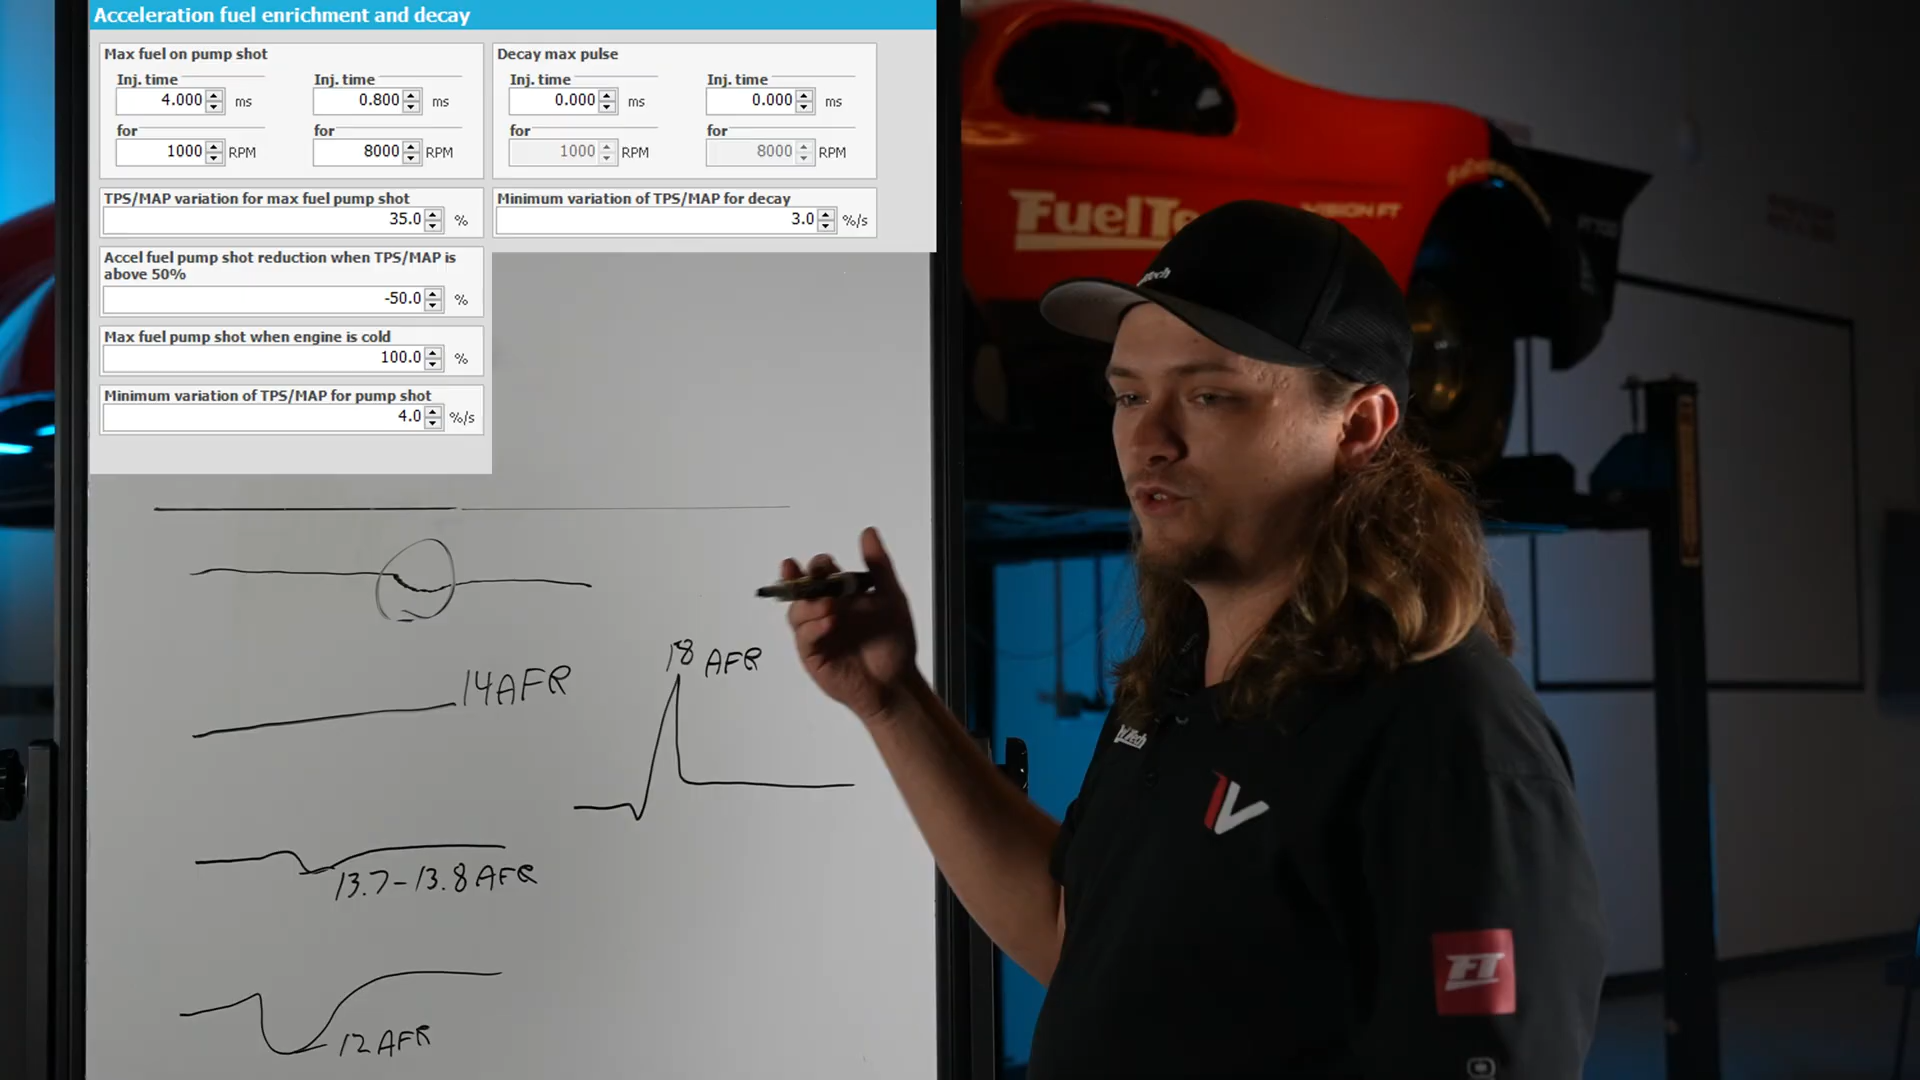 Acceleration fuel enrichment and decay
Max fuel on pump shot
Inj. time
4.000 ms
Inj. time
0.800 ms
for
1000 RPM
for
8000 RPM
Decay max pulse
Inj. time
0.000 ms
Inj. time
0.000 ms
for
1000 RPM
for
8000 RPM
TPS/MAP variation for max fuel pump shot
35.0 %
Minimum variation of TPS/MAP for decay
3.0 %/s
Accel fuel pump shot reduction when TPS/MAP is
above 50%
-50.0 %
Max fuel pump shot when engine is cold
100.0 %
Minimum variation of TPS/MAP for pump shot
4.0 %/s
14AFR
18 AFR
13.7-13.8 AFR
12 AFR
VISION FT
FT